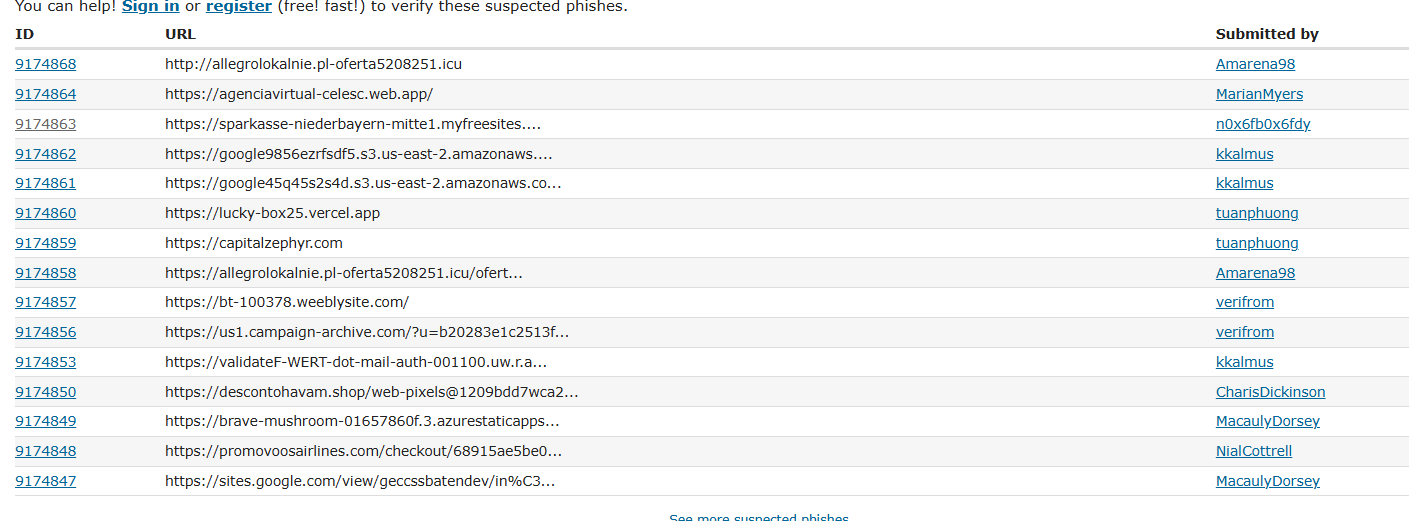 You can help! Sign in or register (free! fast!) to verify these suspected phishes.
ID URL Submitted by
9174868 http://allegrolokalnie.pl-oferta5208251.icu Amarena98
9174864 https://agenciavirtual-celesc.web.app/ MarianMyers
9174863 https://sparkasse-niederbayern-mitte1.myfreesites.... n0x6fb0x6fdy
9174862 https://google9856ezrfsdf5.s3.us-east-2.amazonaws.... kkalmus
9174861 https://google45q45s2s4d.s3.us-east-2.amazonaws.co... kkalmus
9174860 https://lucky-box25.vercel.app tuanphuong
9174859 https://capitalzephyr.com tuanphuong
9174858 https://allegrolokalnie.pl-oferta5208251.icu/ofert... Amarena98
9174857 https://bt-100378.weeblysite.com/ verifrom
9174856 https://us1.campaign-archive.com/?u=b20283e1c2513f... verifrom
9174853 https://validateF-WERT-dot-mail-auth-001100.uw.r.a... kkalmus
9174850 https://descontohavam.shop/web-pixels@1209bdd7wca2... CharisDickinson
9174849 https://brave-mushroom-01657860f.3.azurestaticapps... MacaulyDorsey
9174848 https://promovoosairlines.com/checkout/68915ae5be0... NialCottrell
9174847 https://sites.google.com/view/geccssbatendev/in%C3... MacaulyDorsey
See more suspected phishes